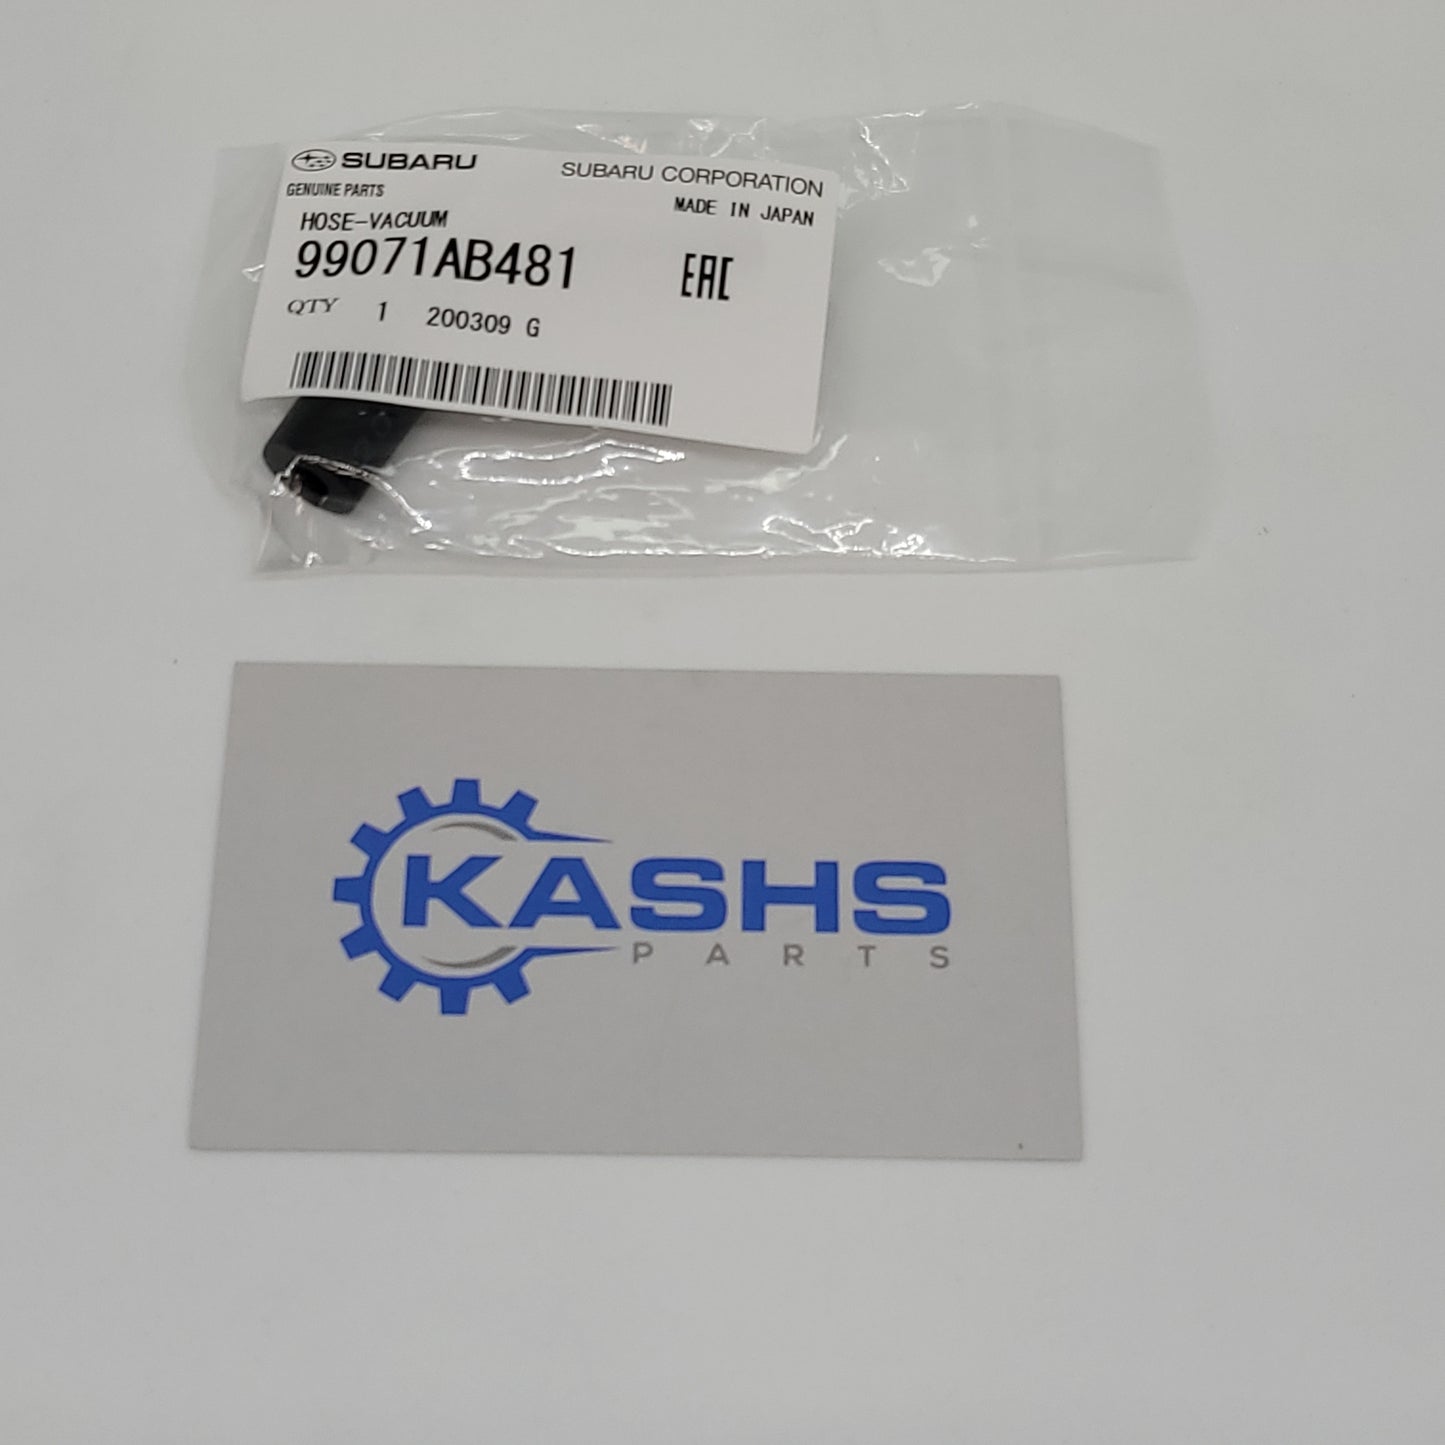 SUBARU
SUBARU CORPORATION
GENUINE PARTS
MADE IN JAPAN
HOSE-VACUUM
99071AB481
EAC
QTY 1 200309 G
KASHS
PARTS